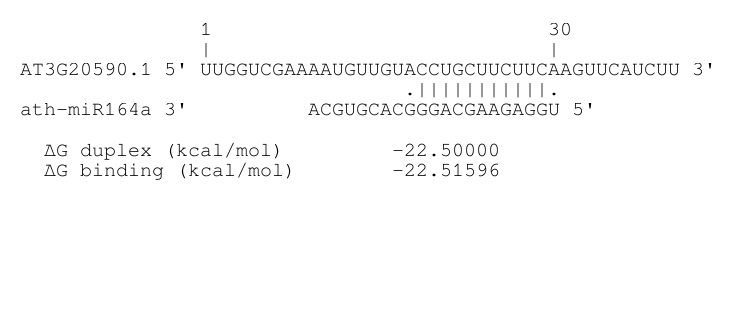 1 30
| |
AT3G20590.1 5' UUGGUCGAAAAUGUUGUACCUGCUUCUUCAAGUUCAUCUU 3'
.|||||||||||.
ath-miR164a 3' ACGUGCACGGGACGAAGAGGU 5'
ΔG duplex (kcal/mol) -22.50000
ΔG binding (kcal/mol) -22.51596